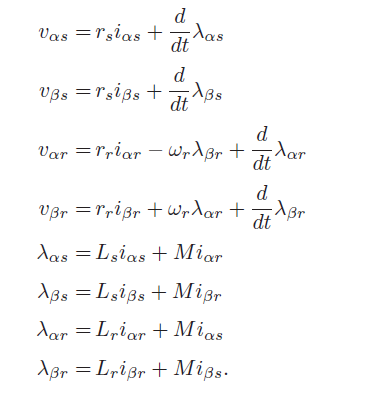 v_{αs} = r_s i_{αs} + \frac{d}{dt} λ_{αs}
v_{βs} = r_s i_{βs} + \frac{d}{dt} λ_{βs}
v_{αr} = r_r i_{αr} − ω_r λ_{βr} + \frac{d}{dt} λ_{αr}
v_{βr} = r_r i_{βr} + ω_r λ_{αr} + \frac{d}{dt} λ_{βr}
λ_{αs} = L_s i_{αs} + M i_{αr}
λ_{βs} = L_s i_{βs} + M i_{βr}
λ_{αr} = L_r i_{αr} + M i_{αs}
λ_{βr} = L_r i_{βr} + M i_{βs}.